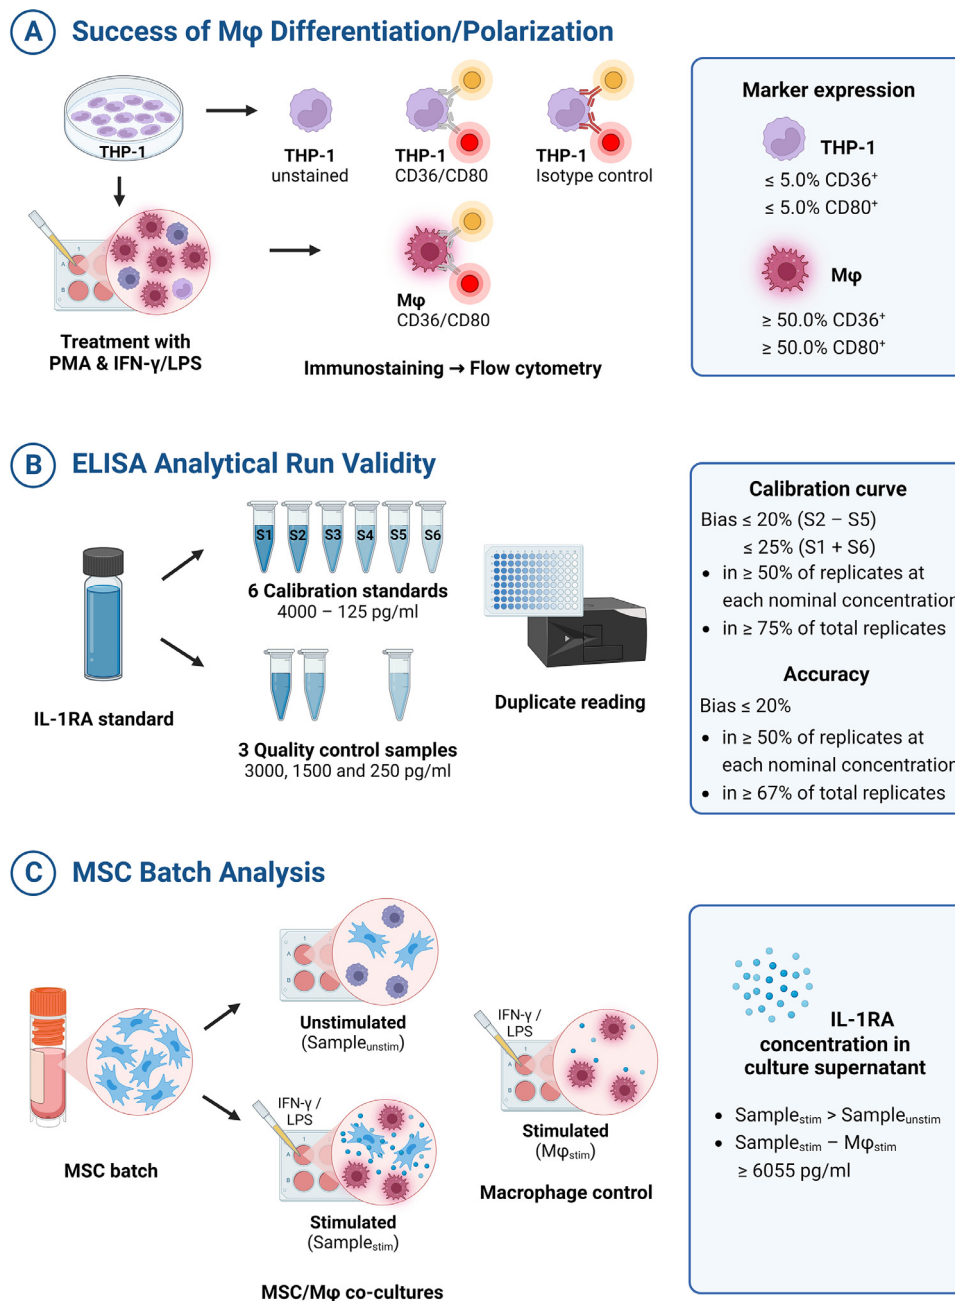 A Success of Mφ Differentiation/Polarization
THP-1
THP-1
unstained
THP-1
CD36/CD80
THP-1
Isotype control
Treatment with
PMA & IFN-γ/LPS
Mφ
CD36/CD80
Immunostaining → Flow cytometry
Marker expression
THP-1
≤ 5.0% CD36⁺
≤ 5.0% CD80⁺
Mφ
≥ 50.0% CD36⁺
≥ 50.0% CD80⁺
B ELISA Analytical Run Validity
IL-1RA standard
S1 S2 S3 S4 S5 S6
6 Calibration standards
4000 – 125 pg/ml
3 Quality control samples
3000, 1500 and 250 pg/ml
Duplicate reading
Calibration curve
Bias ≤ 20% (S2 – S5)
≤ 25% (S1 + S6)
• in ≥ 50% of replicates at
each nominal concentration
• in ≥ 75% of total replicates
Accuracy
Bias ≤ 20%
• in ≥ 50% of replicates at
each nominal concentration
• in ≥ 67% of total replicates
C MSC Batch Analysis
MSC batch
Unstimulated
(Sampleunstim)
IFN-γ /
LPS
Stimulated
(Samplestim)
MSC/Mφ co-cultures
IFN-γ /
LPS
Stimulated
(Mφstim)
Macrophage control
IL-1RA
concentration in
culture supernatant
• Samplestim > Sampleunstim
• Samplestim – Mφstim
≥ 6055 pg/ml